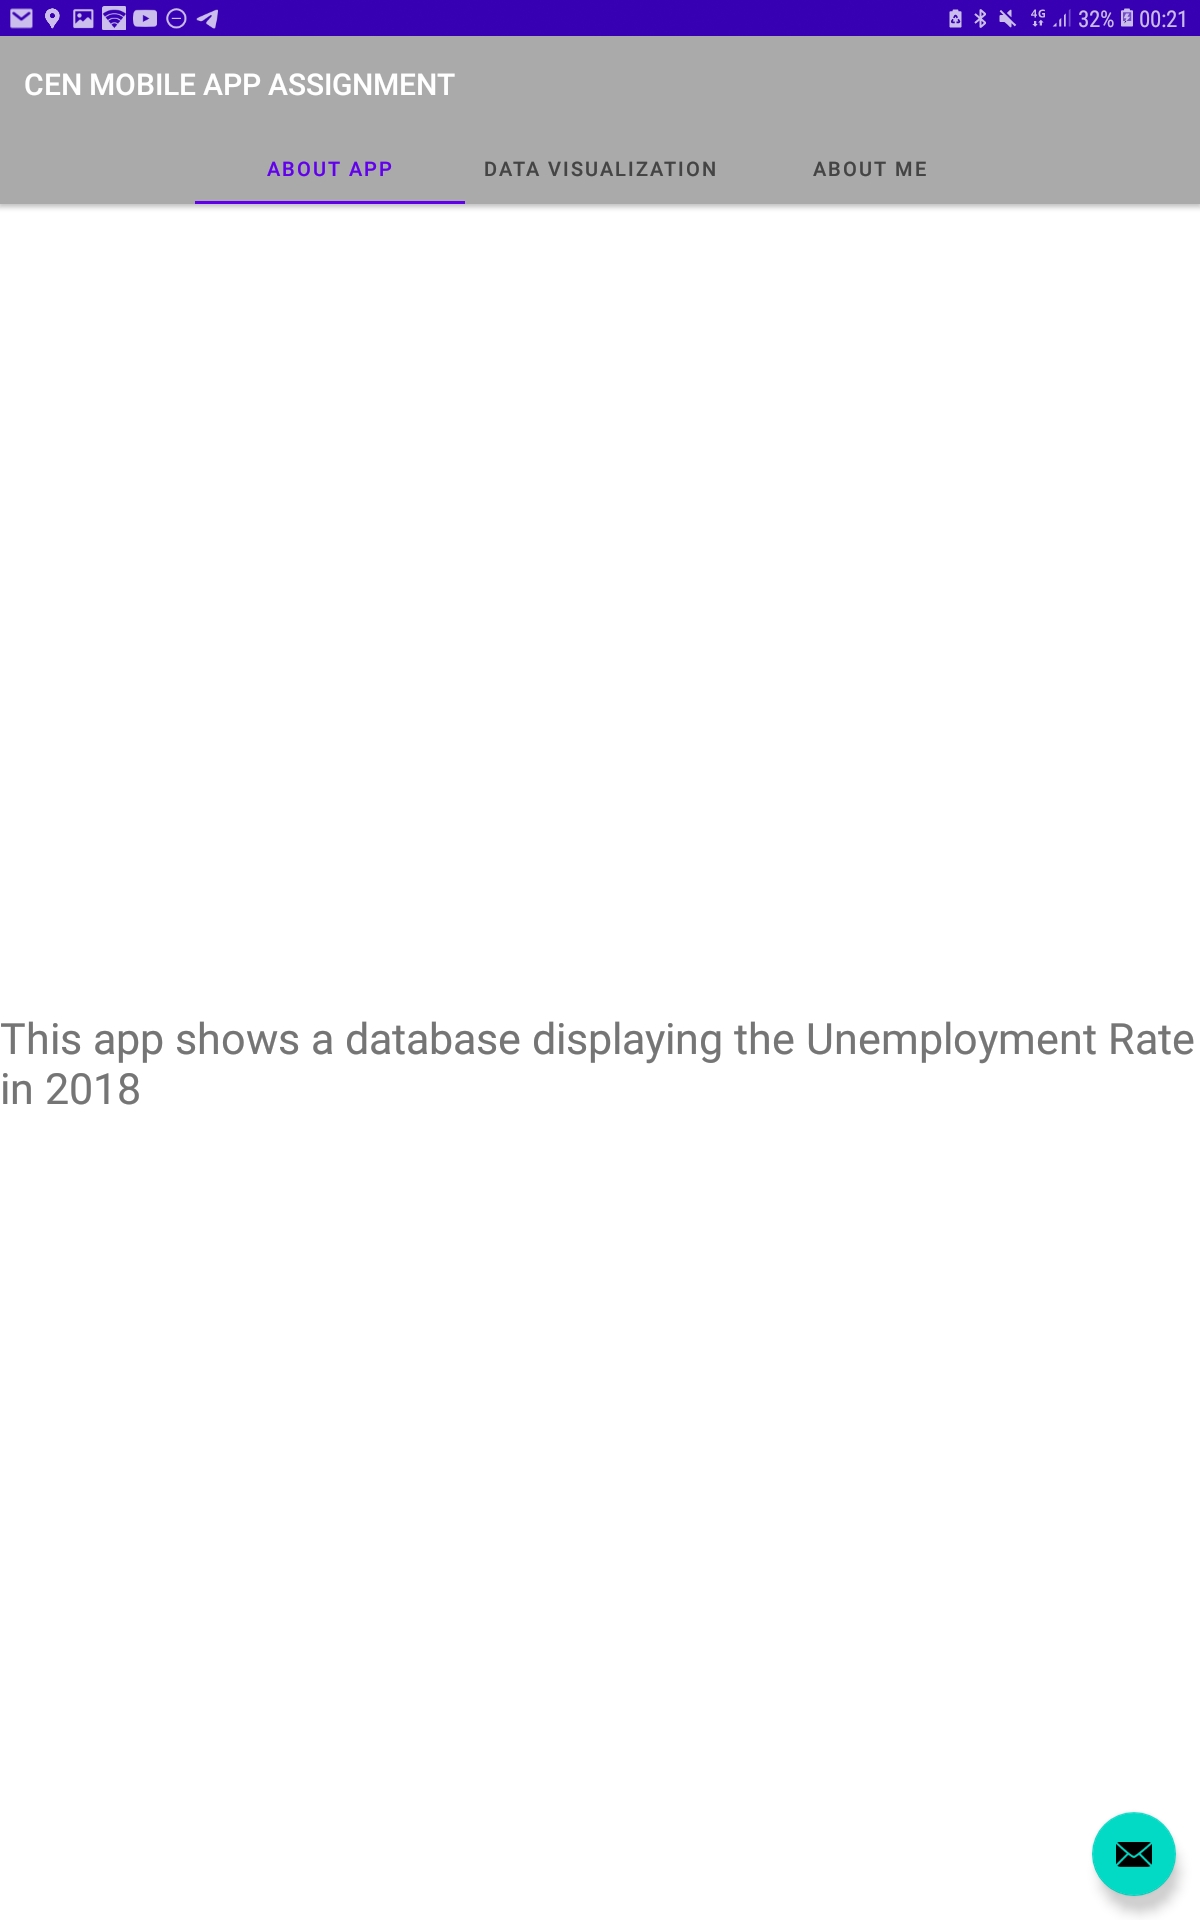 4G 32% 00:21
CEN MOBILE APP ASSIGNMENT
ABOUT APP DATA VISUALIZATION ABOUT ME
This app shows a database displaying the Unemployment Rate
in 2018